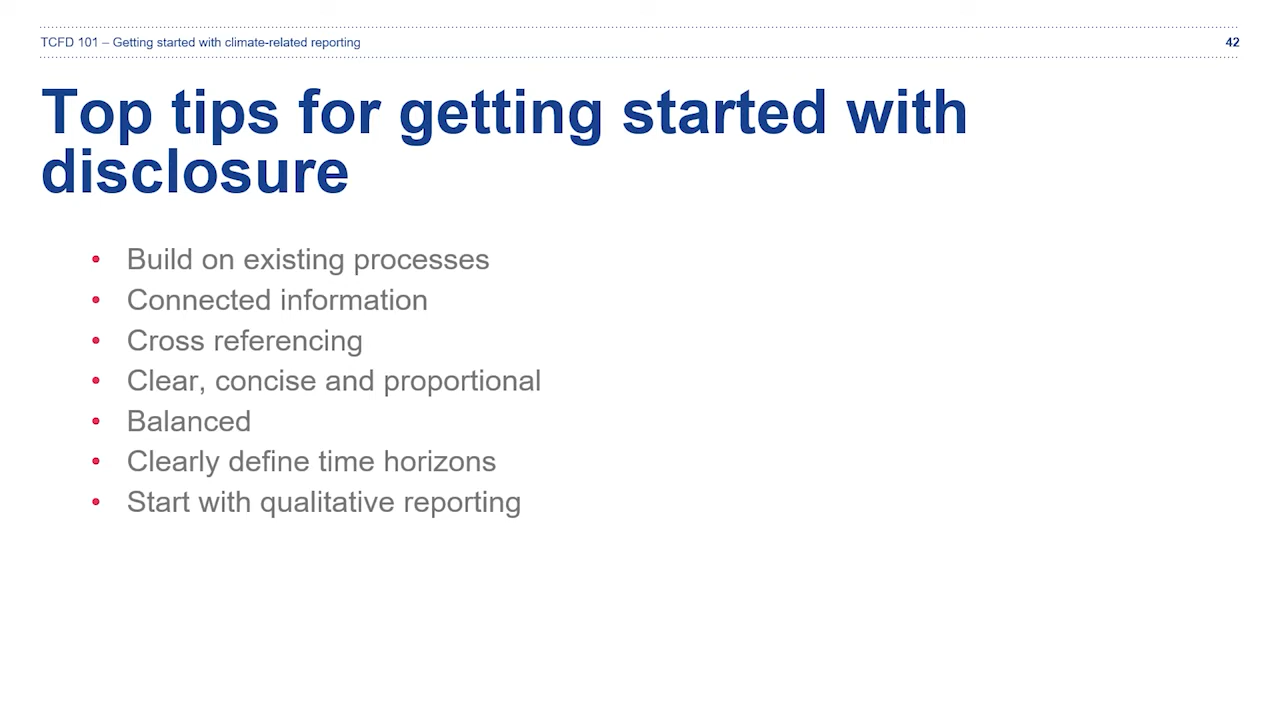 TCFD 101 – Getting started with climate-related reporting
42
Top tips for getting started with
disclosure
• Build on existing processes
• Connected information
• Cross referencing
• Clear, concise and proportional
• Balanced
• Clearly define time horizons
• Start with qualitative reporting